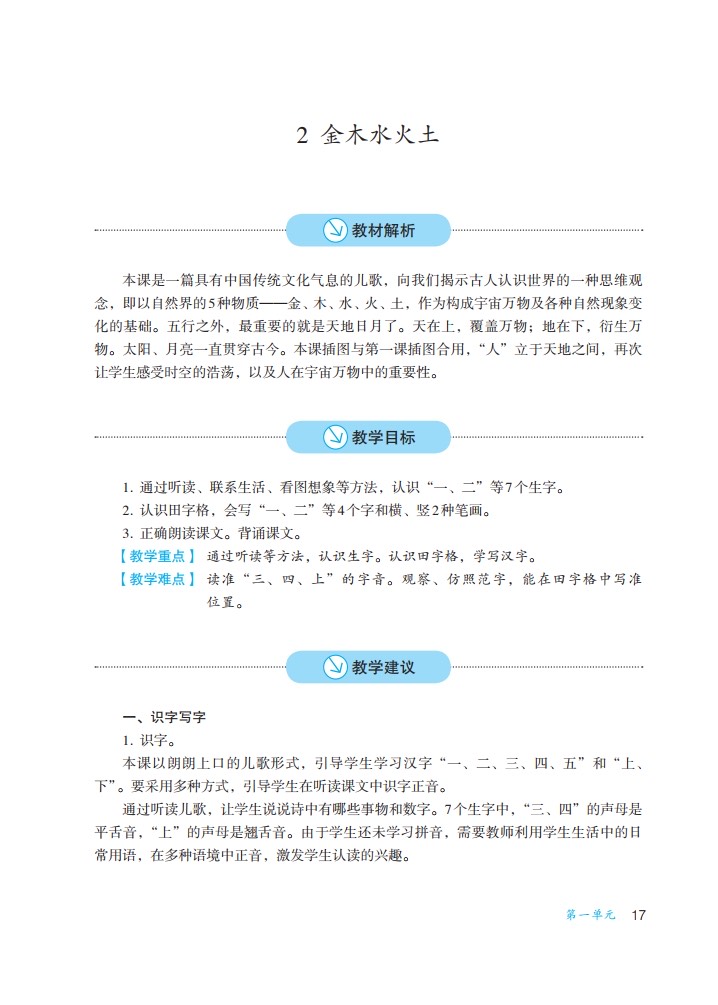 2 金木水火土
教材解析
本课是一篇具有中国传统文化气息的儿歌，向我们揭示古人认识世界的一种思维观
念，即以自然界的5种物质——金、木、水、火、土，作为构成宇宙万物及各种自然现象变
化的基础。五行之外，最重要的就是天地日月了。天在上，覆盖万物；地在下，衍生万
物。太阳、月亮一直贯穿古今。本课插图与第一课插图合用，“人”立于天地之间，再次
让学生感受时空的浩荡，以及人在宇宙万物中的重要性。
教学目标
1. 通过听读、联系生活、看图想象等方法，认识“一、二”等7个生字。
2. 认识田字格，会写“一、二”等4个字和横、竖2种笔画。
3. 正确朗读课文。背诵课文。
【教学重点】 通过听读等方法，认识生字。认识田字格，学写汉字。
【教学难点】 读准“三、四、上”的字音。观察、仿照范字，能在田字格中写准
位置。
教学建议
一、识字写字
1. 识字。
本课以朗朗上口的儿歌形式，引导学生学习汉字“一、二、三、四、五”和“上、
下”。要采用多种方式，引导学生在听读课文中识字正音。
通过听读儿歌，让学生说说诗中有哪些事物和数字。7个生字中，“三、四”的声母是
平舌音，“上”的声母是翘舌音。由于学生还未学习拼音，需要教师利用学生生活中的日
常用语，在多种语境中正音，激发学生认读的兴趣。
第一单元 17